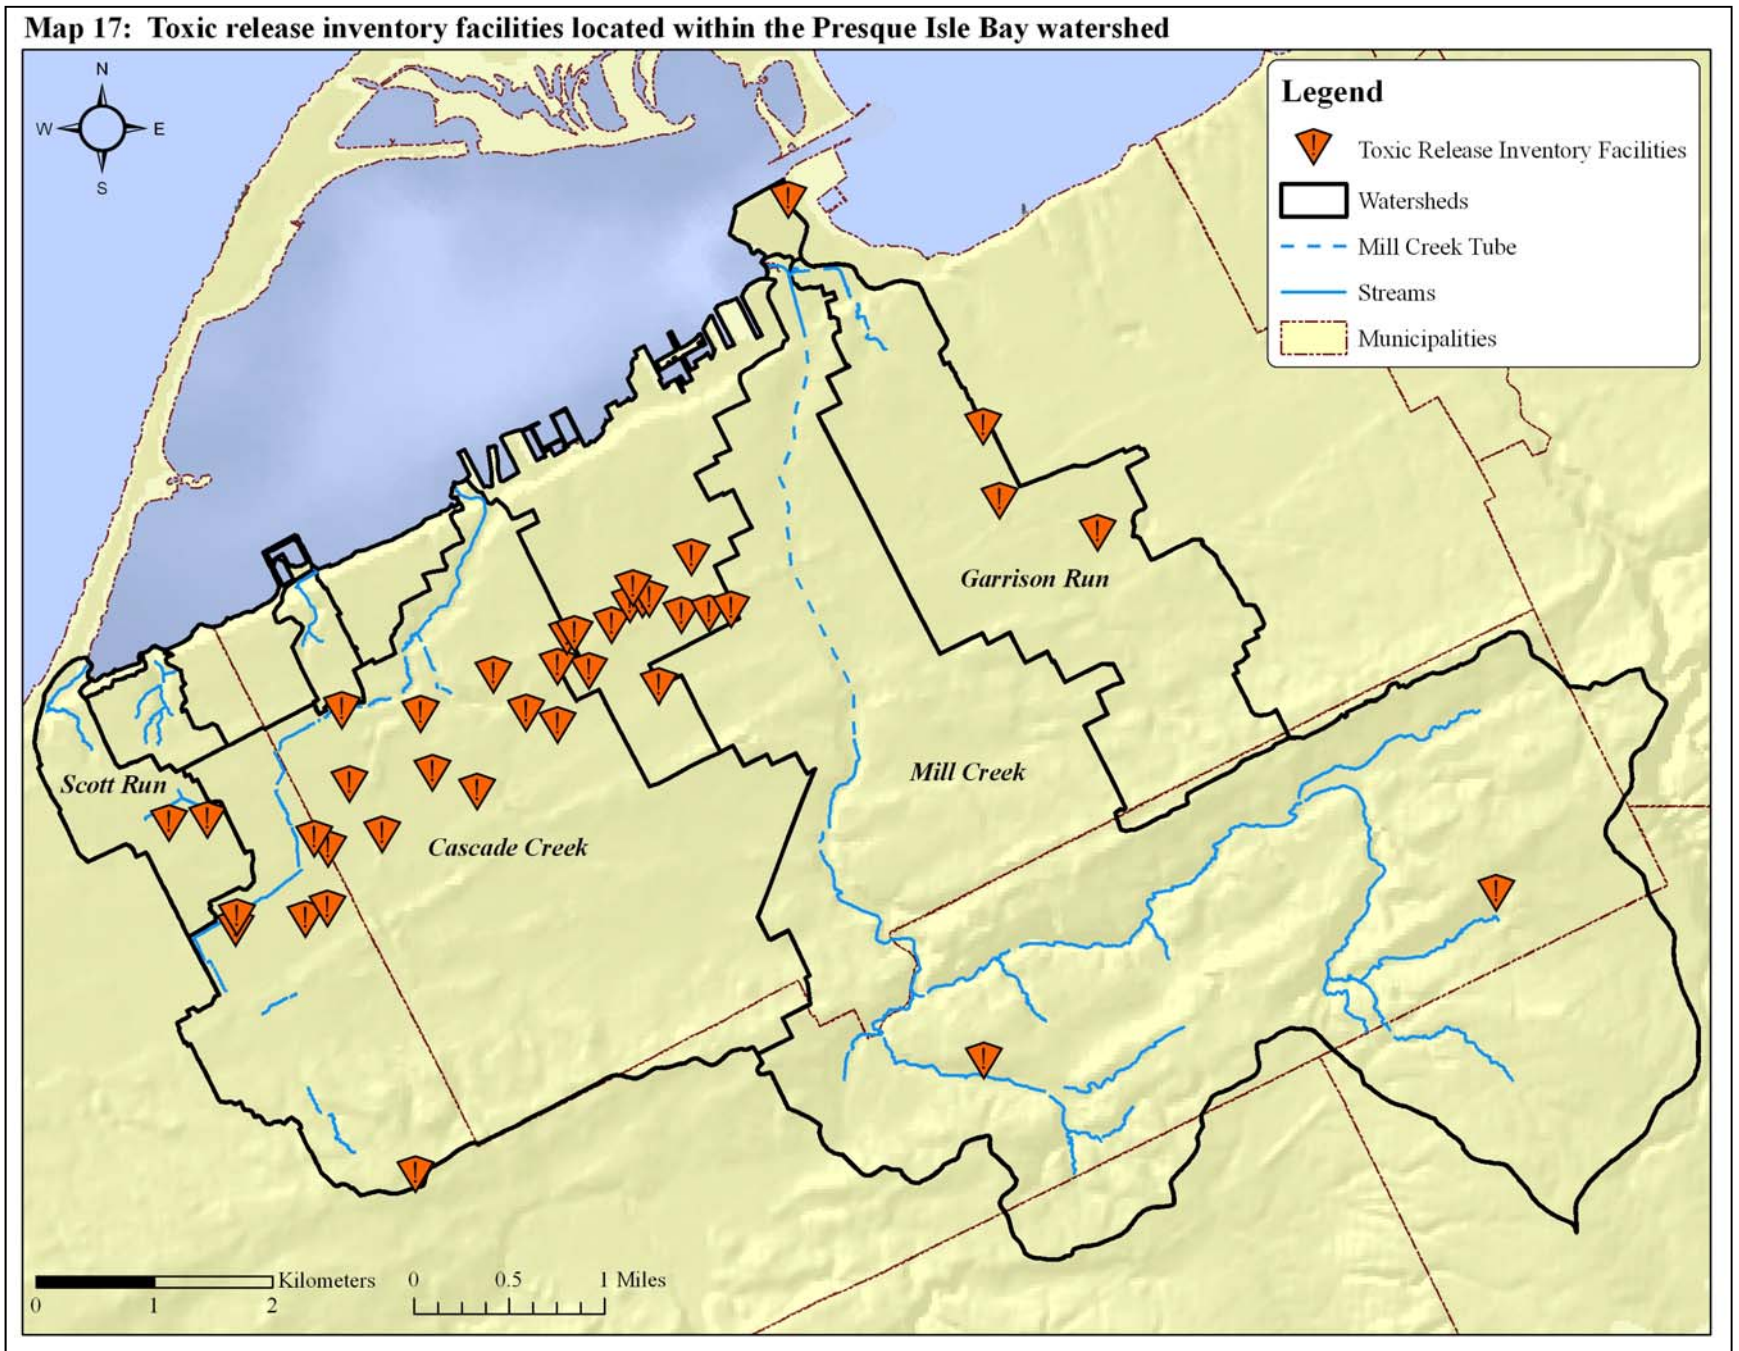 Map 17:  Toxic release inventory facilities located within the Presque Isle Bay watershed
N
W E
S
Legend
! Toxic Release Inventory Facilities
Watersheds
Mill Creek Tube
Streams
Municipalities
Garrison Run
Scott Run
Mill Creek
Cascade Creek
Kilometers
0 1 2
0 0.5 1 Miles